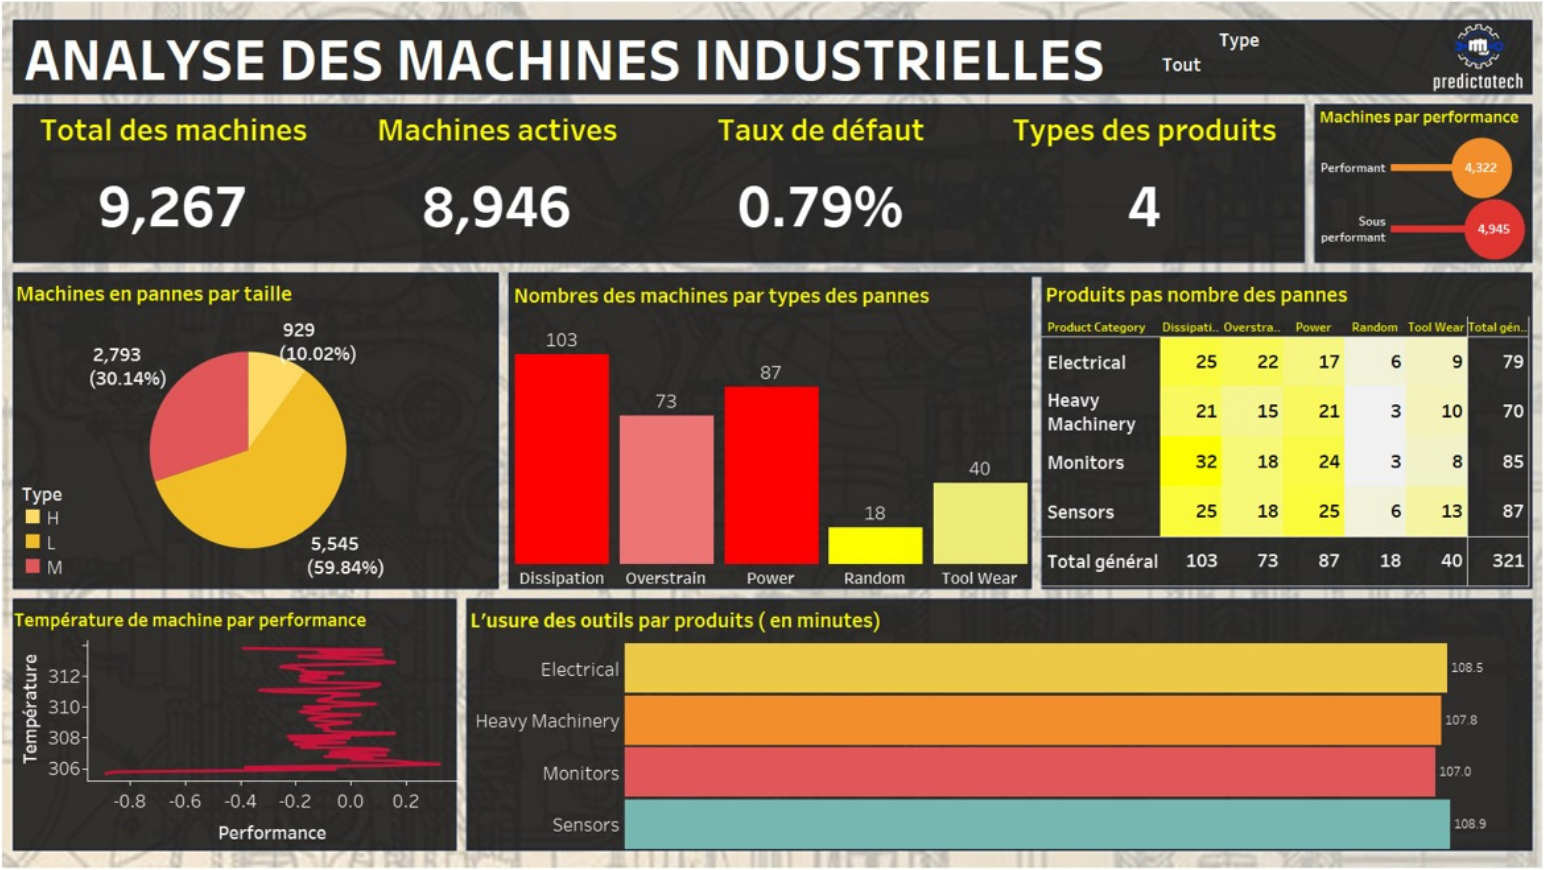 ANALYSE DES MACHINES INDUSTRIELLES
Type
Tout
predictatech
Total des machines
9,267
Machines actives
8,946
Taux de défaut
0.79%
Types des produits
4
Machines par performance
Performant
4,322
Sous
performant
4,945
Machines en pannes par taille
929
(10.02%)
2,793
(30.14%)
5,545
(59.84%)
Type
H
L
M
Nombres des machines par types des pannes
103
73
87
18
40
Dissipation
Overstrain
Power
Random
Tool Wear
Produits pas nombre des pannes
Product Category Dissipati.. Overstra.. Power Random Tool Wear Total gén..
Electrical 25 22 17 6 9 79
Heavy
Machinery 21 15 21 3 10 70
Monitors 32 18 24 3 8 85
Sensors 25 18 25 6 13 87
Total général 103 73 87 18 40 321
Température de machine par performance
Température
312
310
308
306
-0.8 -0.6 -0.4 -0.2 0.0 0.2
Performance
L'usure des outils par produits ( en minutes)
Electrical 108.5
Heavy Machinery 107.8
Monitors 107.0
Sensors 108.9